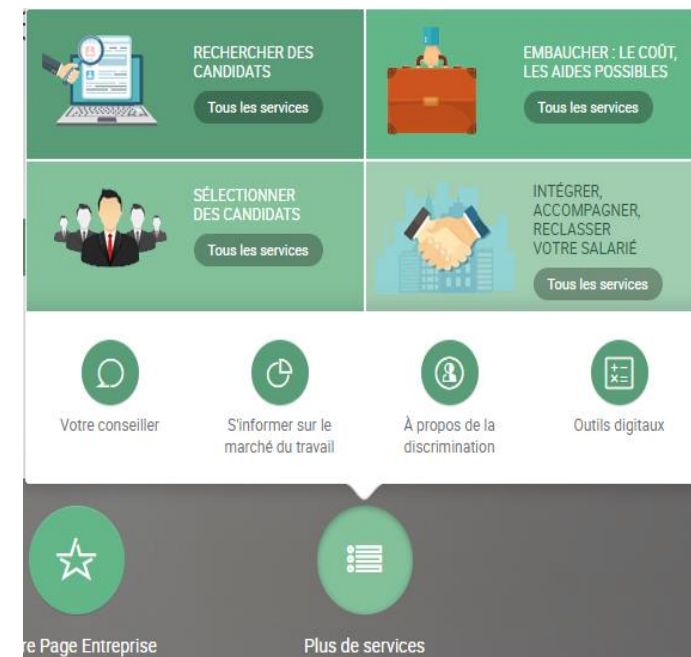 RECHERCHER DES
CANDIDATS
Tous les services
EMBAUCHER : LE COÛT,
LES AIDES POSSIBLES
Tous les services
SÉLECTIONNER
DES CANDIDATS
Tous les services
INTÉGRER,
ACCOMPAGNER,
RECLASSER
VOTRE SALARIÉ
Tous les services
Votre conseiller
S'informer sur le
marché du travail
À propos de la
discrimination
Outils digitaux
re Page Entreprise
Plus de services